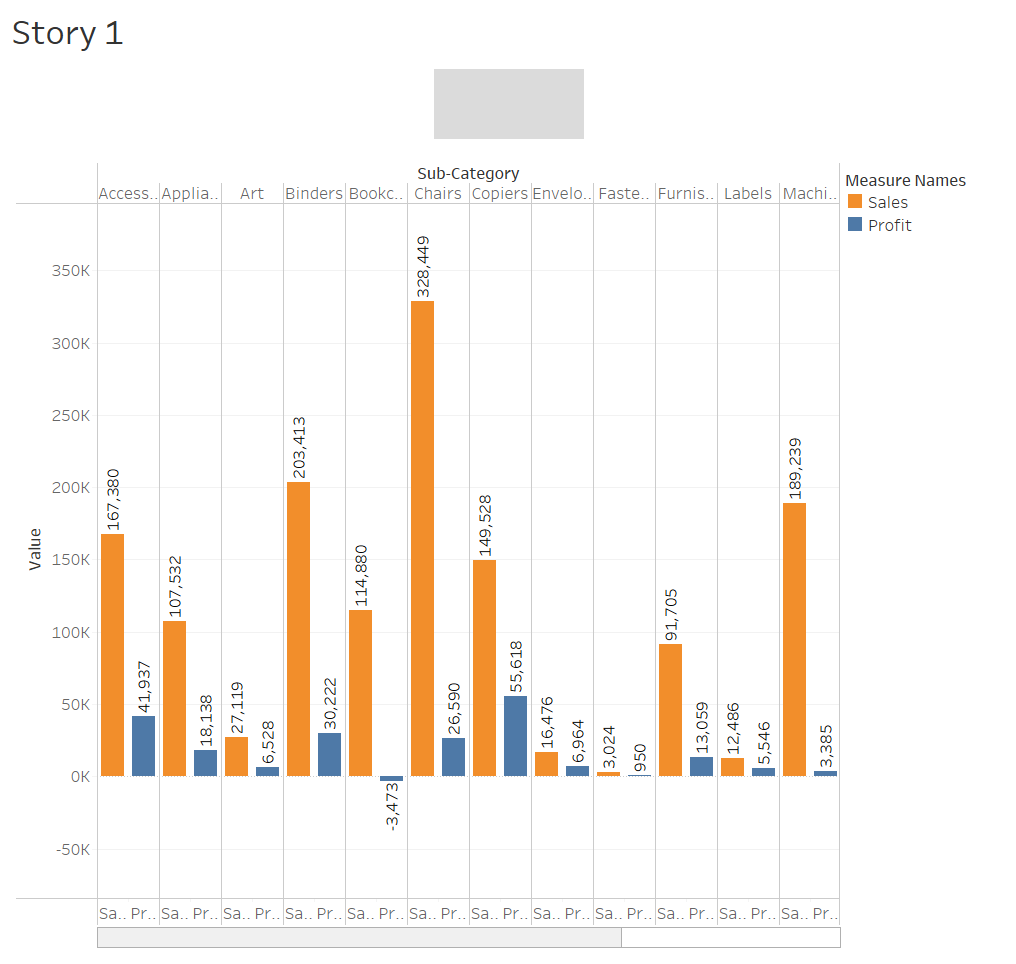 Story 1
Sub-Category
Access.. Applia.. Art Binders Bookc.. Chairs Copiers Envelo.. Faste.. Furnis.. Labels Machi..
Measure Names
Sales
Profit
Value
350K
300K
250K
200K
150K
100K
50K
0K
-50K
167,380
41,937
107,532
18,138
27,119
6,528
203,413
30,222
114,880
-3,473
328,449
26,590
149,528
55,618
16,476
6,964
3,024
950
91,705
13,059
12,486
5,546
189,239
3,385
Sa.. Pr.. Sa.. Pr.. Sa.. Pr.. Sa.. Pr.. Sa.. Pr.. Sa.. Pr.. Sa.. Pr.. Sa.. Pr.. Sa.. Pr.. Sa.. Pr.. Sa.. Pr.. Sa.. Pr..